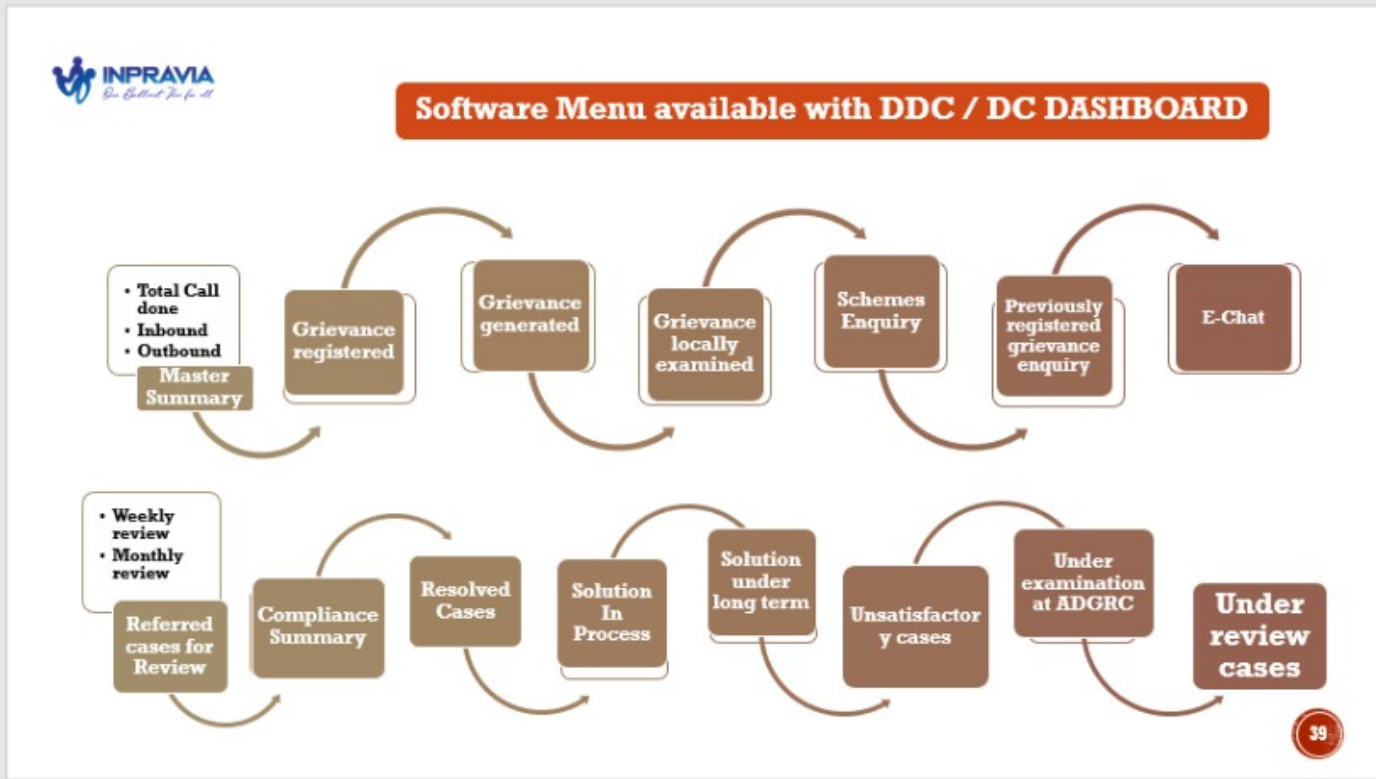 INPRAVIA
Software Menu available with DDC / DC DASHBOARD
• Total Call
done
• Inbound
• Outbound
Master
Summary
Grievance
registered
Grievance
generated
Grievance
locally
examined
Schemes
Enquiry
Previously
registered
grievance
enquiry
E-Chat
• Weekly
review
• Monthly
review
Referred
cases for
Review
Compliance
Summary
Resolved
Cases
Solution
In
Process
Solution
under
long term
Unsatisfactor
y cases
Under
examination
at ADGRC
Under
review
cases
39